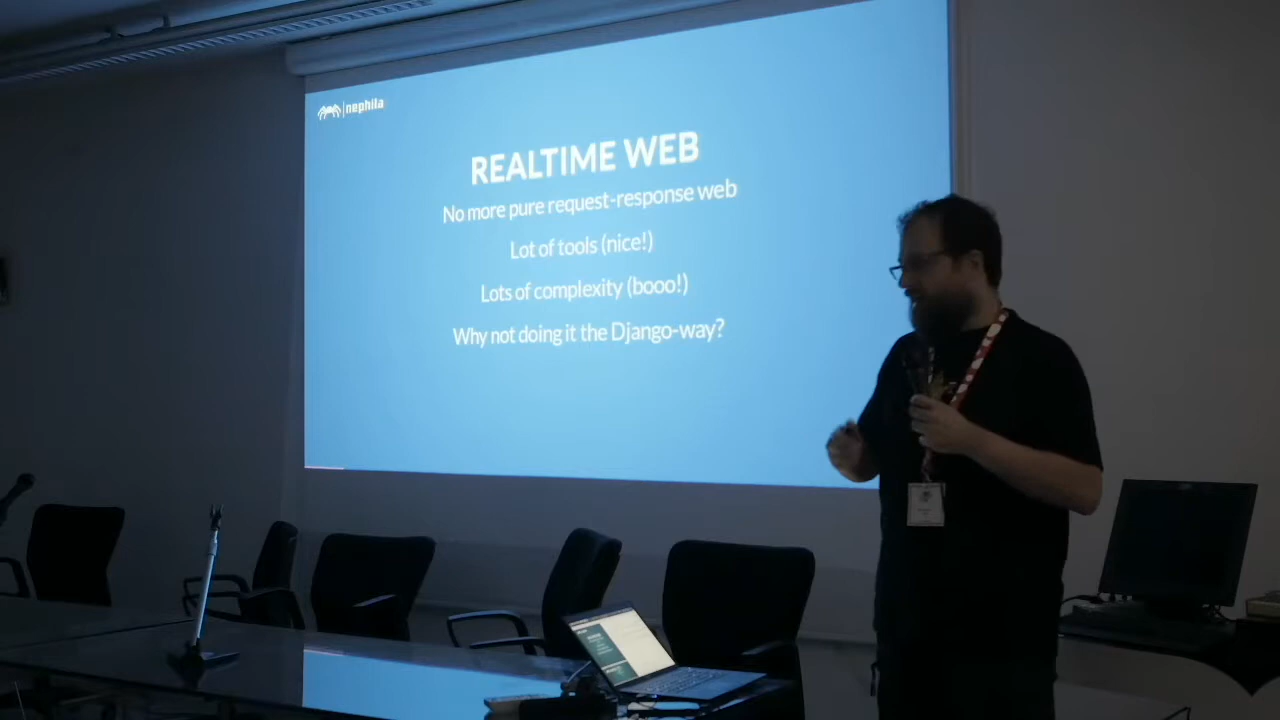 nephila
REALTIME WEB
No more pure request-response web
Lot of tools (nice!)
Lots of complexity (booo!)
Why not doing it the Django-way?